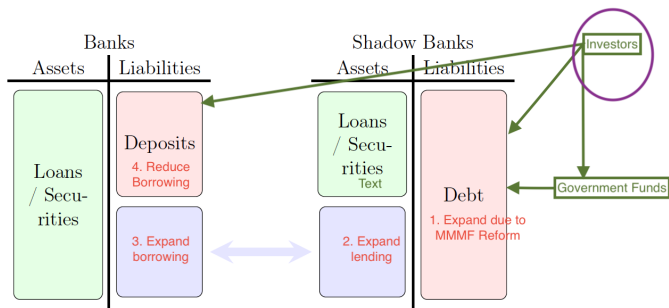 Banks
Shadow Banks
Investors
Assets
Liabilities
Assets
Liabilities
Loans
/ Secu-
rities
Deposits
4. Reduce
Borrowing
3. Expand
borrowing
Loans
/ Secu-
rities
Text
2. Expand
lending
Debt
1. Expand due to
MMMF Reform
Government Funds